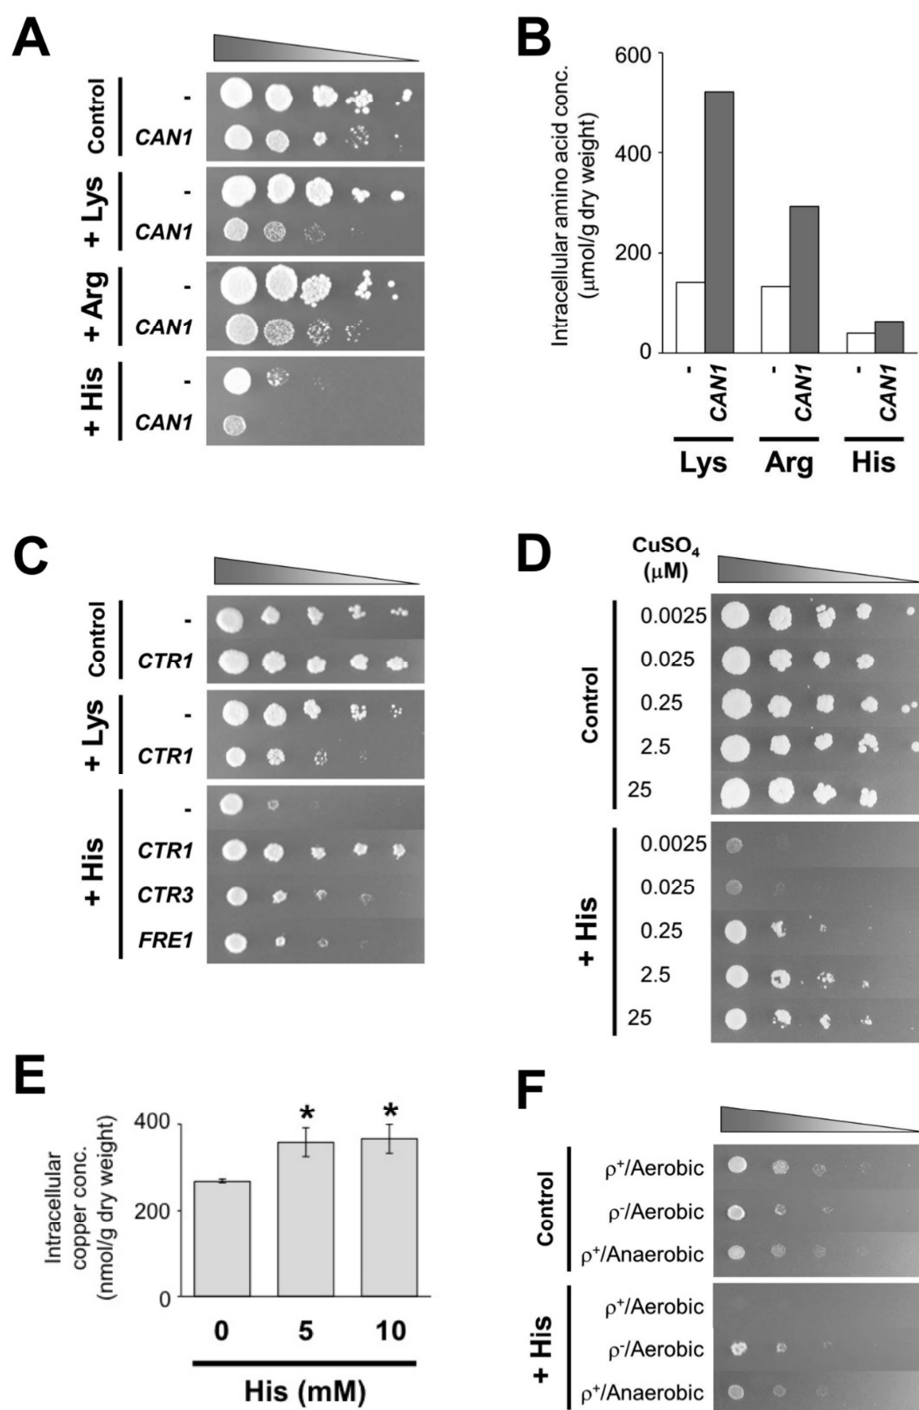 A
Control
-
CAN1
+ Lys
-
CAN1
+ Arg
-
CAN1
+ His
-
CAN1
B
Intracellular amino acid conc.
(μmol/g dry weight)
600
400
200
0
-
CAN1
-
CAN1
-
CAN1
Lys
Arg
His
C
Control
-
CTR1
+ Lys
-
CTR1
+ His
-
CTR1
CTR3
FRE1
D
CuSO₄
(μM)
Control
0.0025
0.025
0.25
2.5
25
+ His
0.0025
0.025
0.25
2.5
25
E
Intracellular
copper conc.
(nmol/g dry weight)
400
200
0
*
*
0
5
10
His (mM)
F
Control
ρ⁺/Aerobic
ρ⁻/Aerobic
ρ⁺/Anaerobic
+ His
ρ⁺/Aerobic
ρ⁻/Aerobic
ρ⁺/Anaerobic